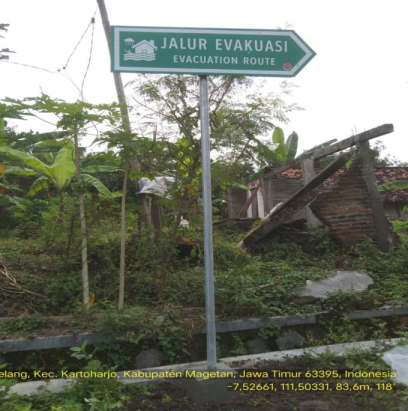 JALUR EVAKUASI
EVACUATION ROUTE
elang, Kec. Kartoharjo, Kabupaten Magetan, Jawa Timur 63395, Indonesia
-7,52661, 111,50331, 83,6m, 118°